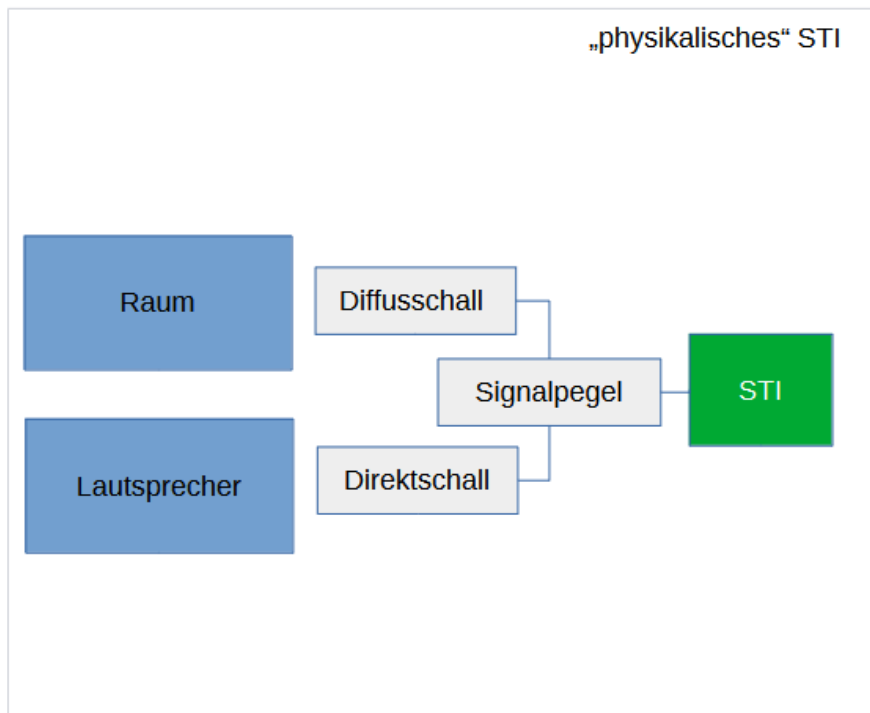 „physikalisches“ STI
Raum
Diffusschall
Signalpegel
STI
Lautsprecher
Direktschall